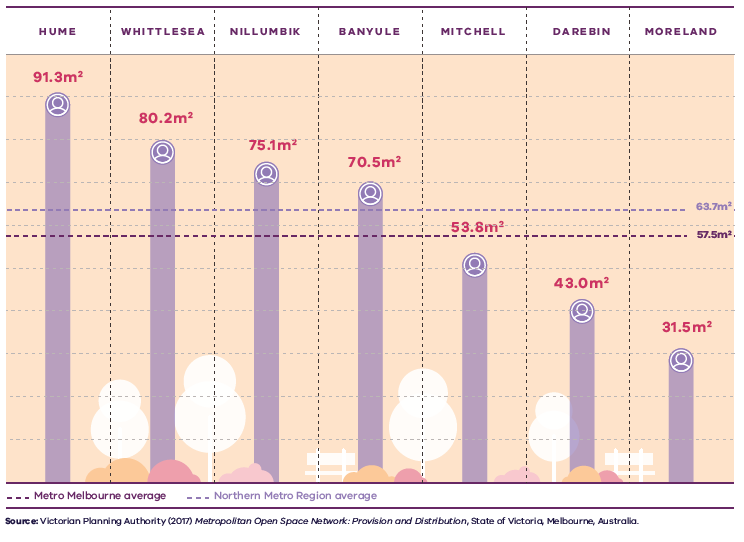 HUME WHITTLESEA NILLUMBIK BANYULE MITCHELL DAREBIN MORELAND
91.3m²
80.2m²
75.1m²
70.5m²
63.7m²
53.8m²
57.5m²
43.0m²
31.5m²
Metro Melbourne average Northern Metro Region average
Source: Victorian Planning Authority (2017) Metropolitan Open Space Network: Provision and Distribution, State of Victoria, Melbourne, Australia.